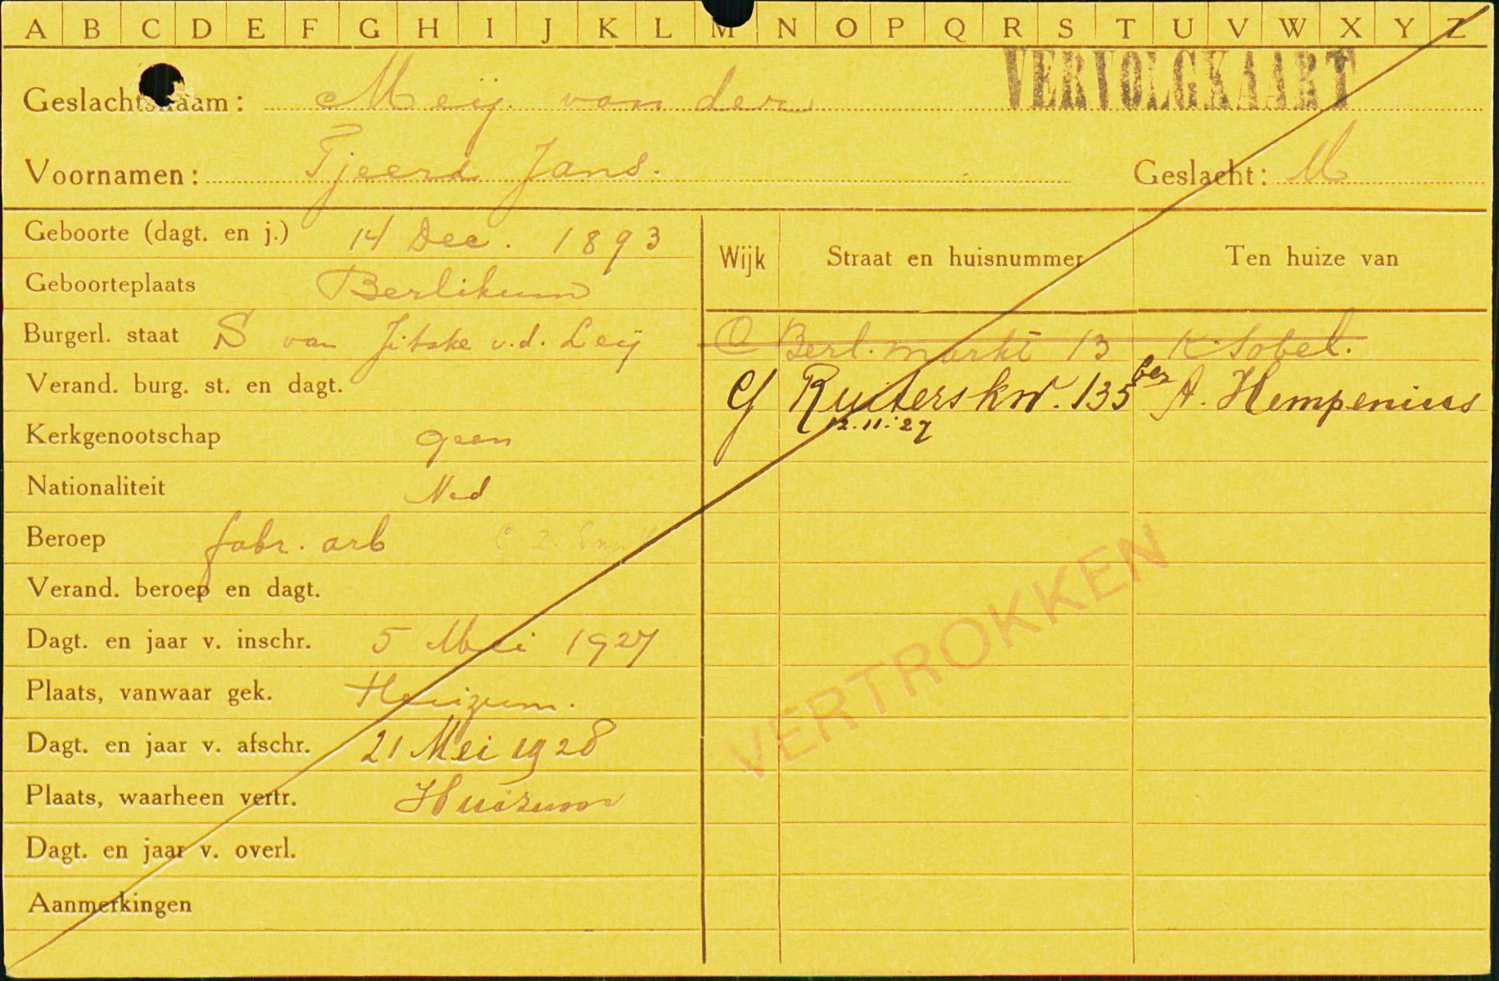 A B C D E F G H I J K L M N O P Q R S T U V W X Y Z
VERVOLGKAART
Geslachtsnaam: Meij van der
Voornamen: Tjeerd Jans. Geslacht: M
Geboorte (dagt. en j.) 14 Dec. 1893
Geboorteplaats Berlikum
Burgerl. staat S van Jitske v.d. Leij
Verand. burg. st. en dagt.
Kerkgenootschap geen
Nationaliteit Ned
Beroep fabr. arb
Verand. beroep en dagt.
Dagt. en jaar v. inschr. 5 Mei 1927
Plaats, vanwaar gek. Huizum.
Dagt. en jaar v. afschr. 21 Mei 1928
Plaats, waarheen vertr. Huizum
Dagt. en jaar v. overl.
Aanmerkingen
Wijk Straat en huisnummer Ten huize van
C Berl. markt 13 K. Sobel.
G Ruiterskw. 135 bez A. Hempenius
12.11.27
VERTROKKEN